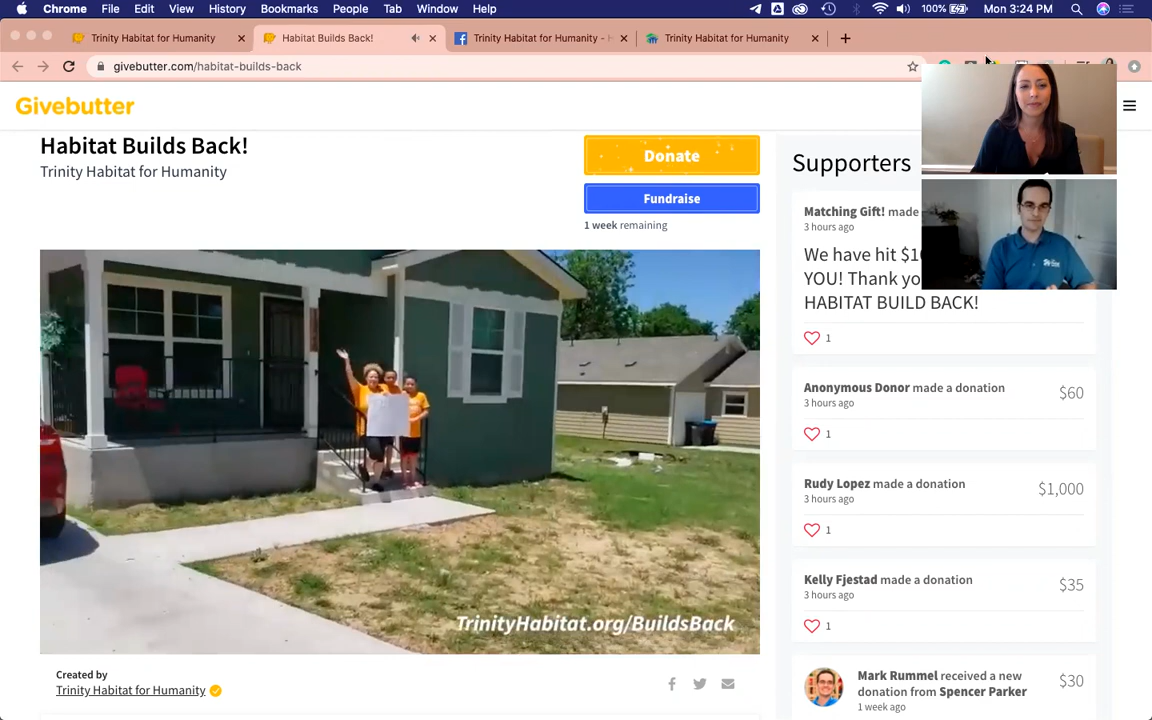 Chrome File Edit View History Bookmarks People Tab Window Help 100% Mon 3:24 PM
Trinity Habitat for Humanity
Habitat Builds Back!
Trinity Habitat for Humanity - H
Trinity Habitat for Humanity
givebutter.com/habitat-builds-back
Givebutter
Habitat Builds Back!
Trinity Habitat for Humanity
Donate
Fundraise
1 week remaining
TrinityHabitat.org/BuildsBack
Created by
Trinity Habitat for Humanity
Supporters
Matching Gift! made
3 hours ago
We have hit
YOU! Thank
HABITAT BUILD BACK!
1
Anonymous Donor made a donation
$60
3 hours ago
1
Rudy Lopez made a donation
$1,000
3 hours ago
1
Kelly Fjestad made a donation
$35
3 hours ago
1
Mark Rummel received a new
donation from Spencer Parker
$30
1 week ago